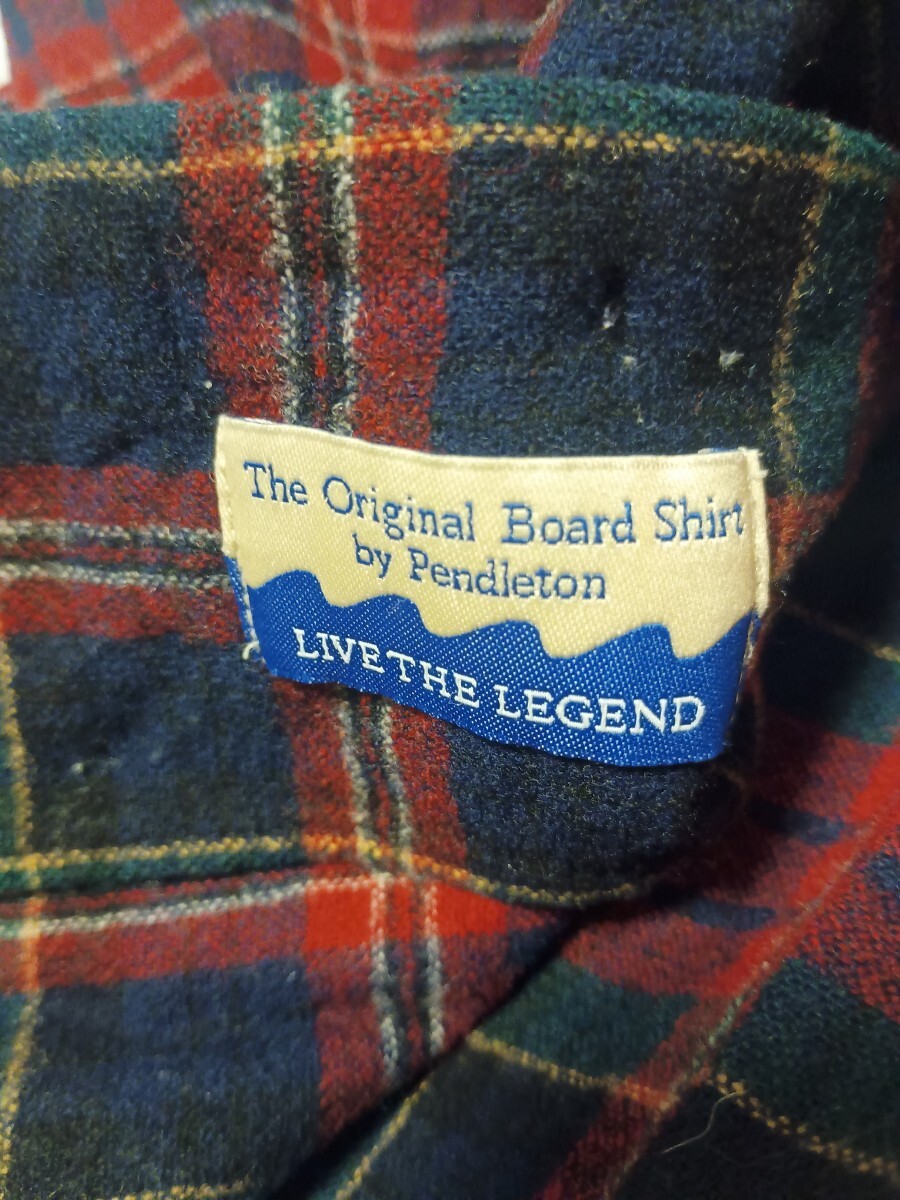 The Original Board Shirt
by Pendleton
LIVE THE LEGEND